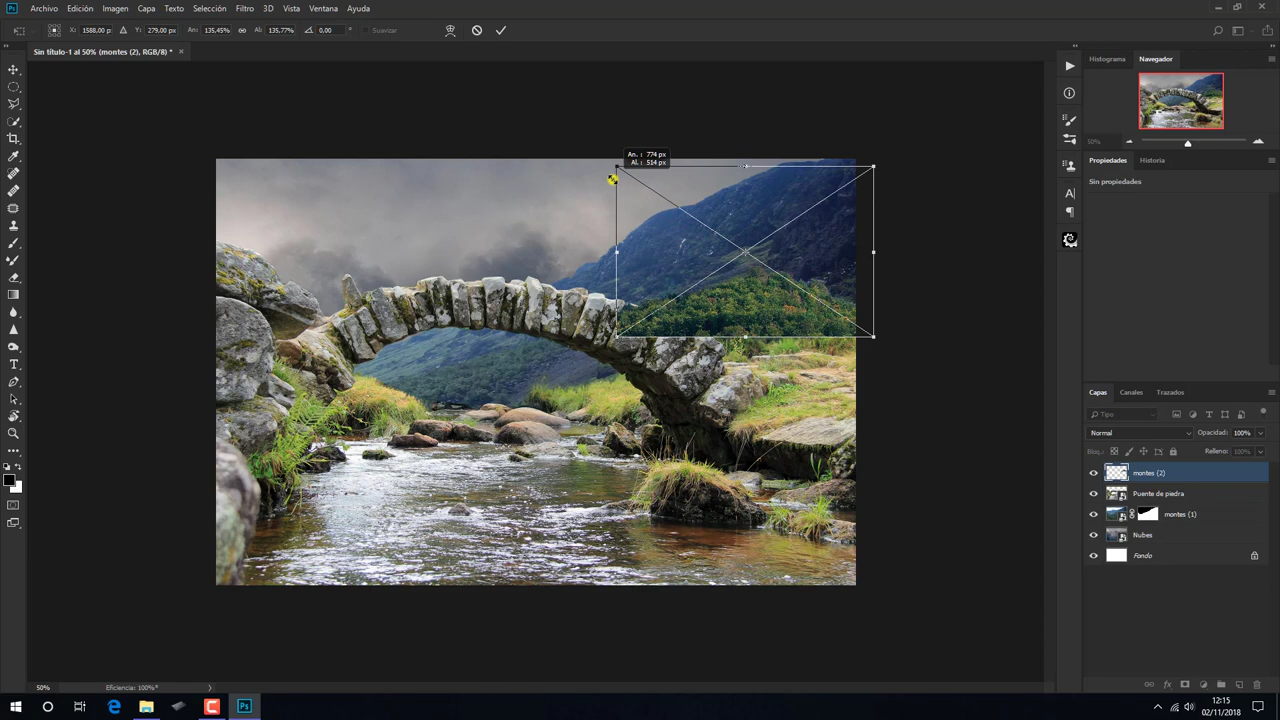 Ps Archivo Edición Imagen Capa Texto Selección Filtro 3D Vista Ventana Ayuda
1588,00 p Y: 279,00 px An: 135,45% Al: 135,77% 0,00 Suavizar
Sin título-1 al 50% (montes (2), RGB/8) * ×
Histograma Navegador
50%
Propiedades Historia
Sin propiedades
An. : 774 px
Al. : 514 px
Capas Canales Trazados
Tipo
Normal Opacidad: 100%
Bloq.: Relleno: 100%
montes (2)
Puente de piedra
montes (1)
Nubes
Fondo
50% Eficiencia: 100%*
Ps
12:15
02/11/2018